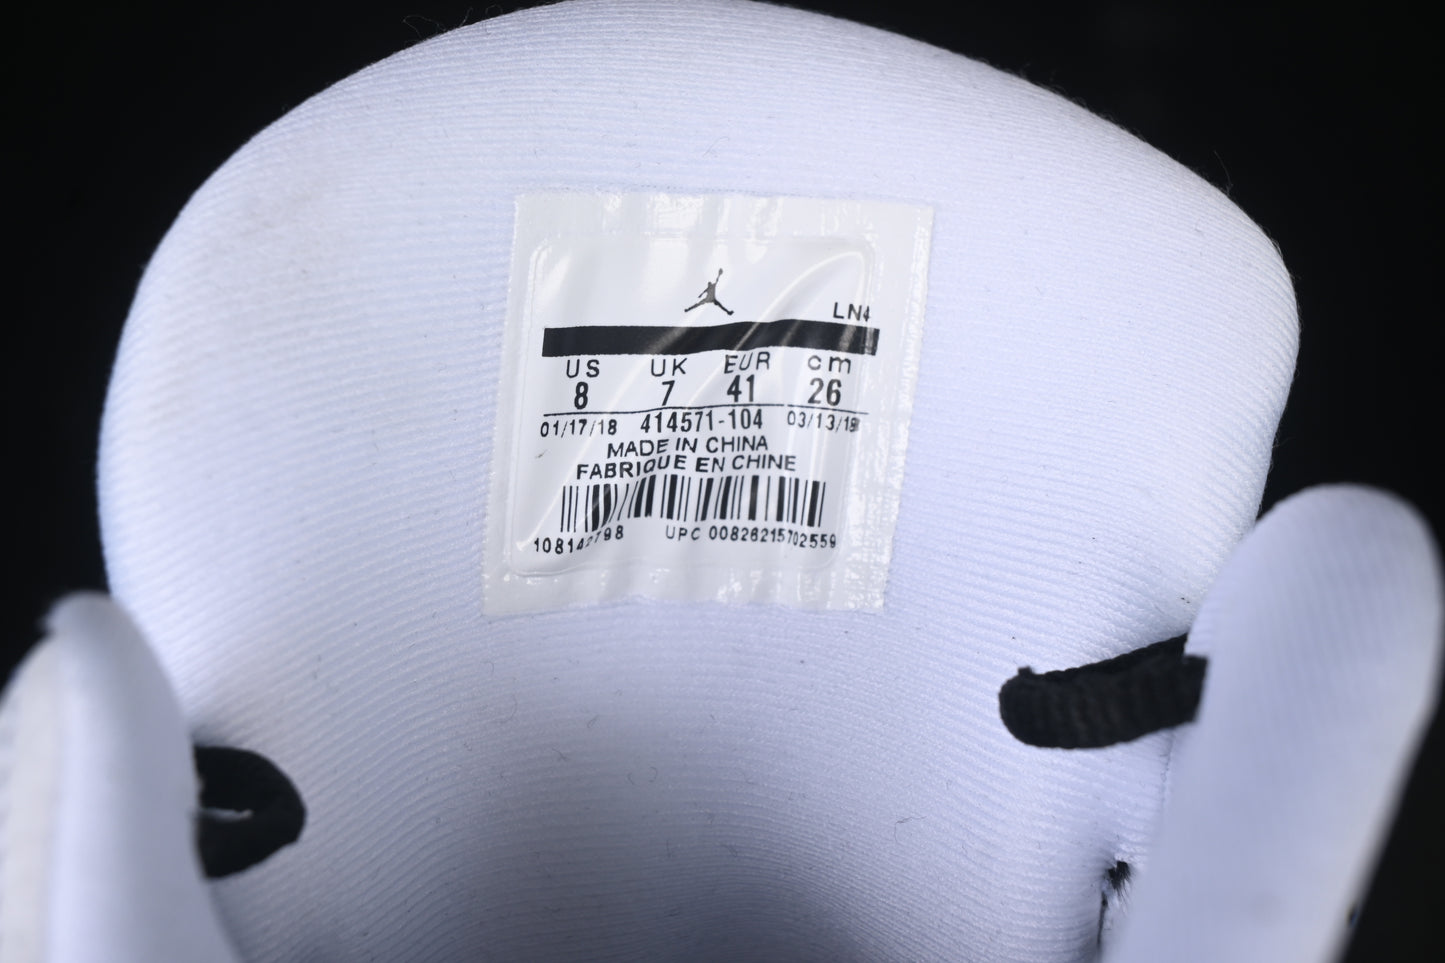 LN4
US UK EUR cm
8 7 41 26
01/17/18 414571-104 03/13/18
MADE IN CHINA
FABRIQUE EN CHINE
UPC 00826215702559